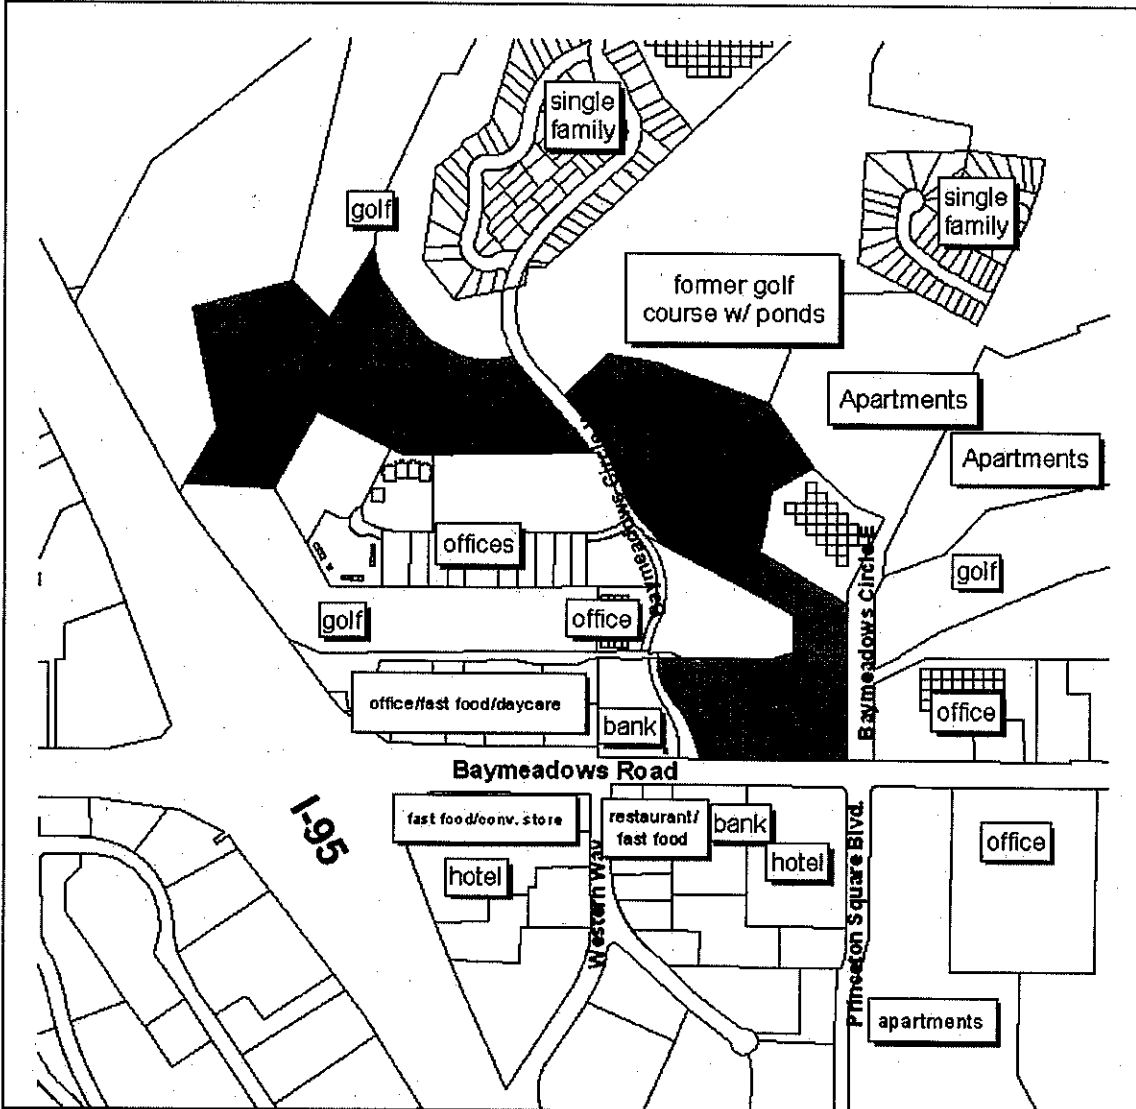 single
family
golf
single
family
former golf
course w/ ponds
Apartments
Apartments
offices
golf
golf
office
Baymeadows Circle E
office/fast food/daycare
office
bank
Baymeadows Road
I-95
fast food/conv. store
restaurant/
fast food
bank
hotel
hotel
office
Western Way
Princeton Square Blvd.
apartments